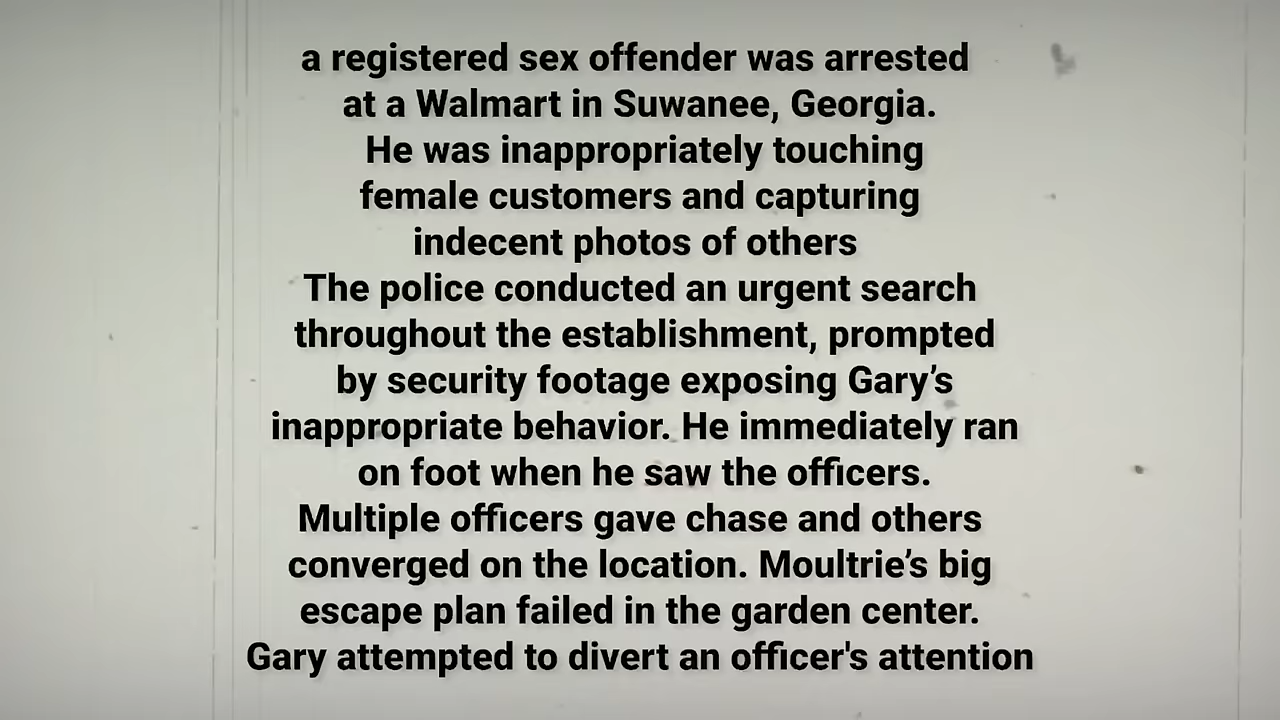 a registered sex offender was arrested
at a Walmart in Suwanee, Georgia.
He was inappropriately touching
female customers and capturing
indecent photos of others
The police conducted an urgent search
throughout the establishment, prompted
by security footage exposing Gary’s
inappropriate behavior. He immediately ran
on foot when he saw the officers.
Multiple officers gave chase and others
converged on the location. Moultrie’s big
escape plan failed in the garden center.
Gary attempted to divert an officer's attention